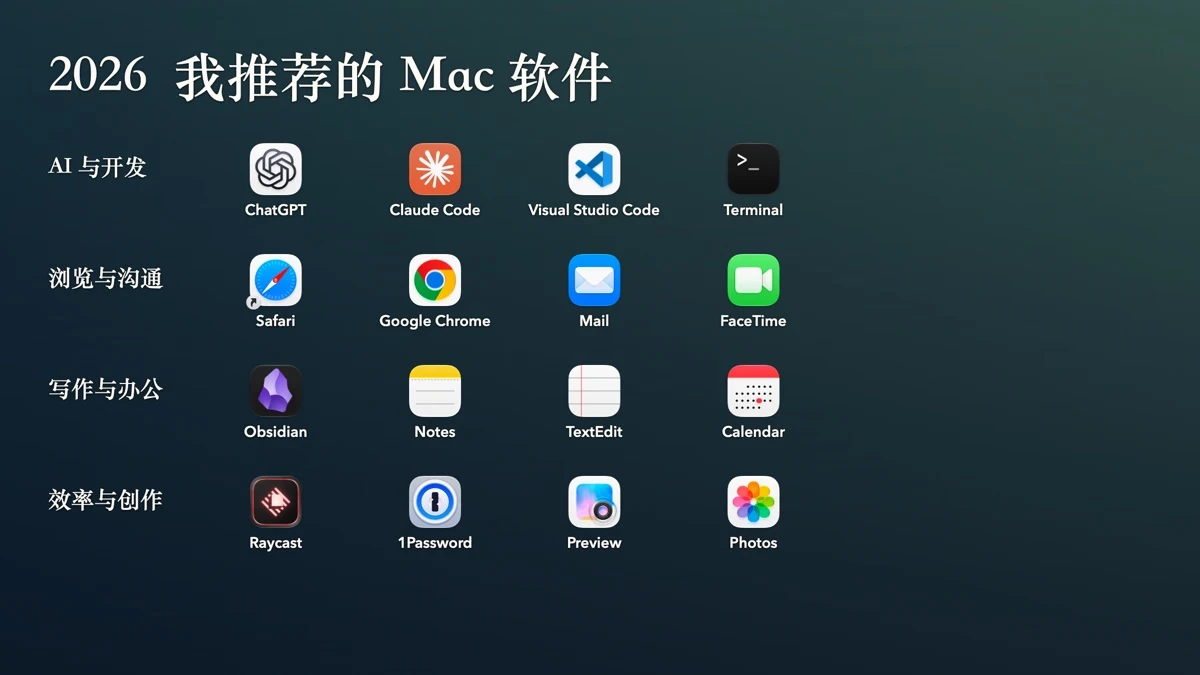 2026 我推荐的 Mac 软件
AI 与开发
ChatGPT
Claude Code
Visual Studio Code
Terminal
浏览与沟通
Safari
Google Chrome
Mail
FaceTime
写作与办公
Obsidian
Notes
TextEdit
Calendar
效率与创作
Raycast
1Password
Preview
Photos